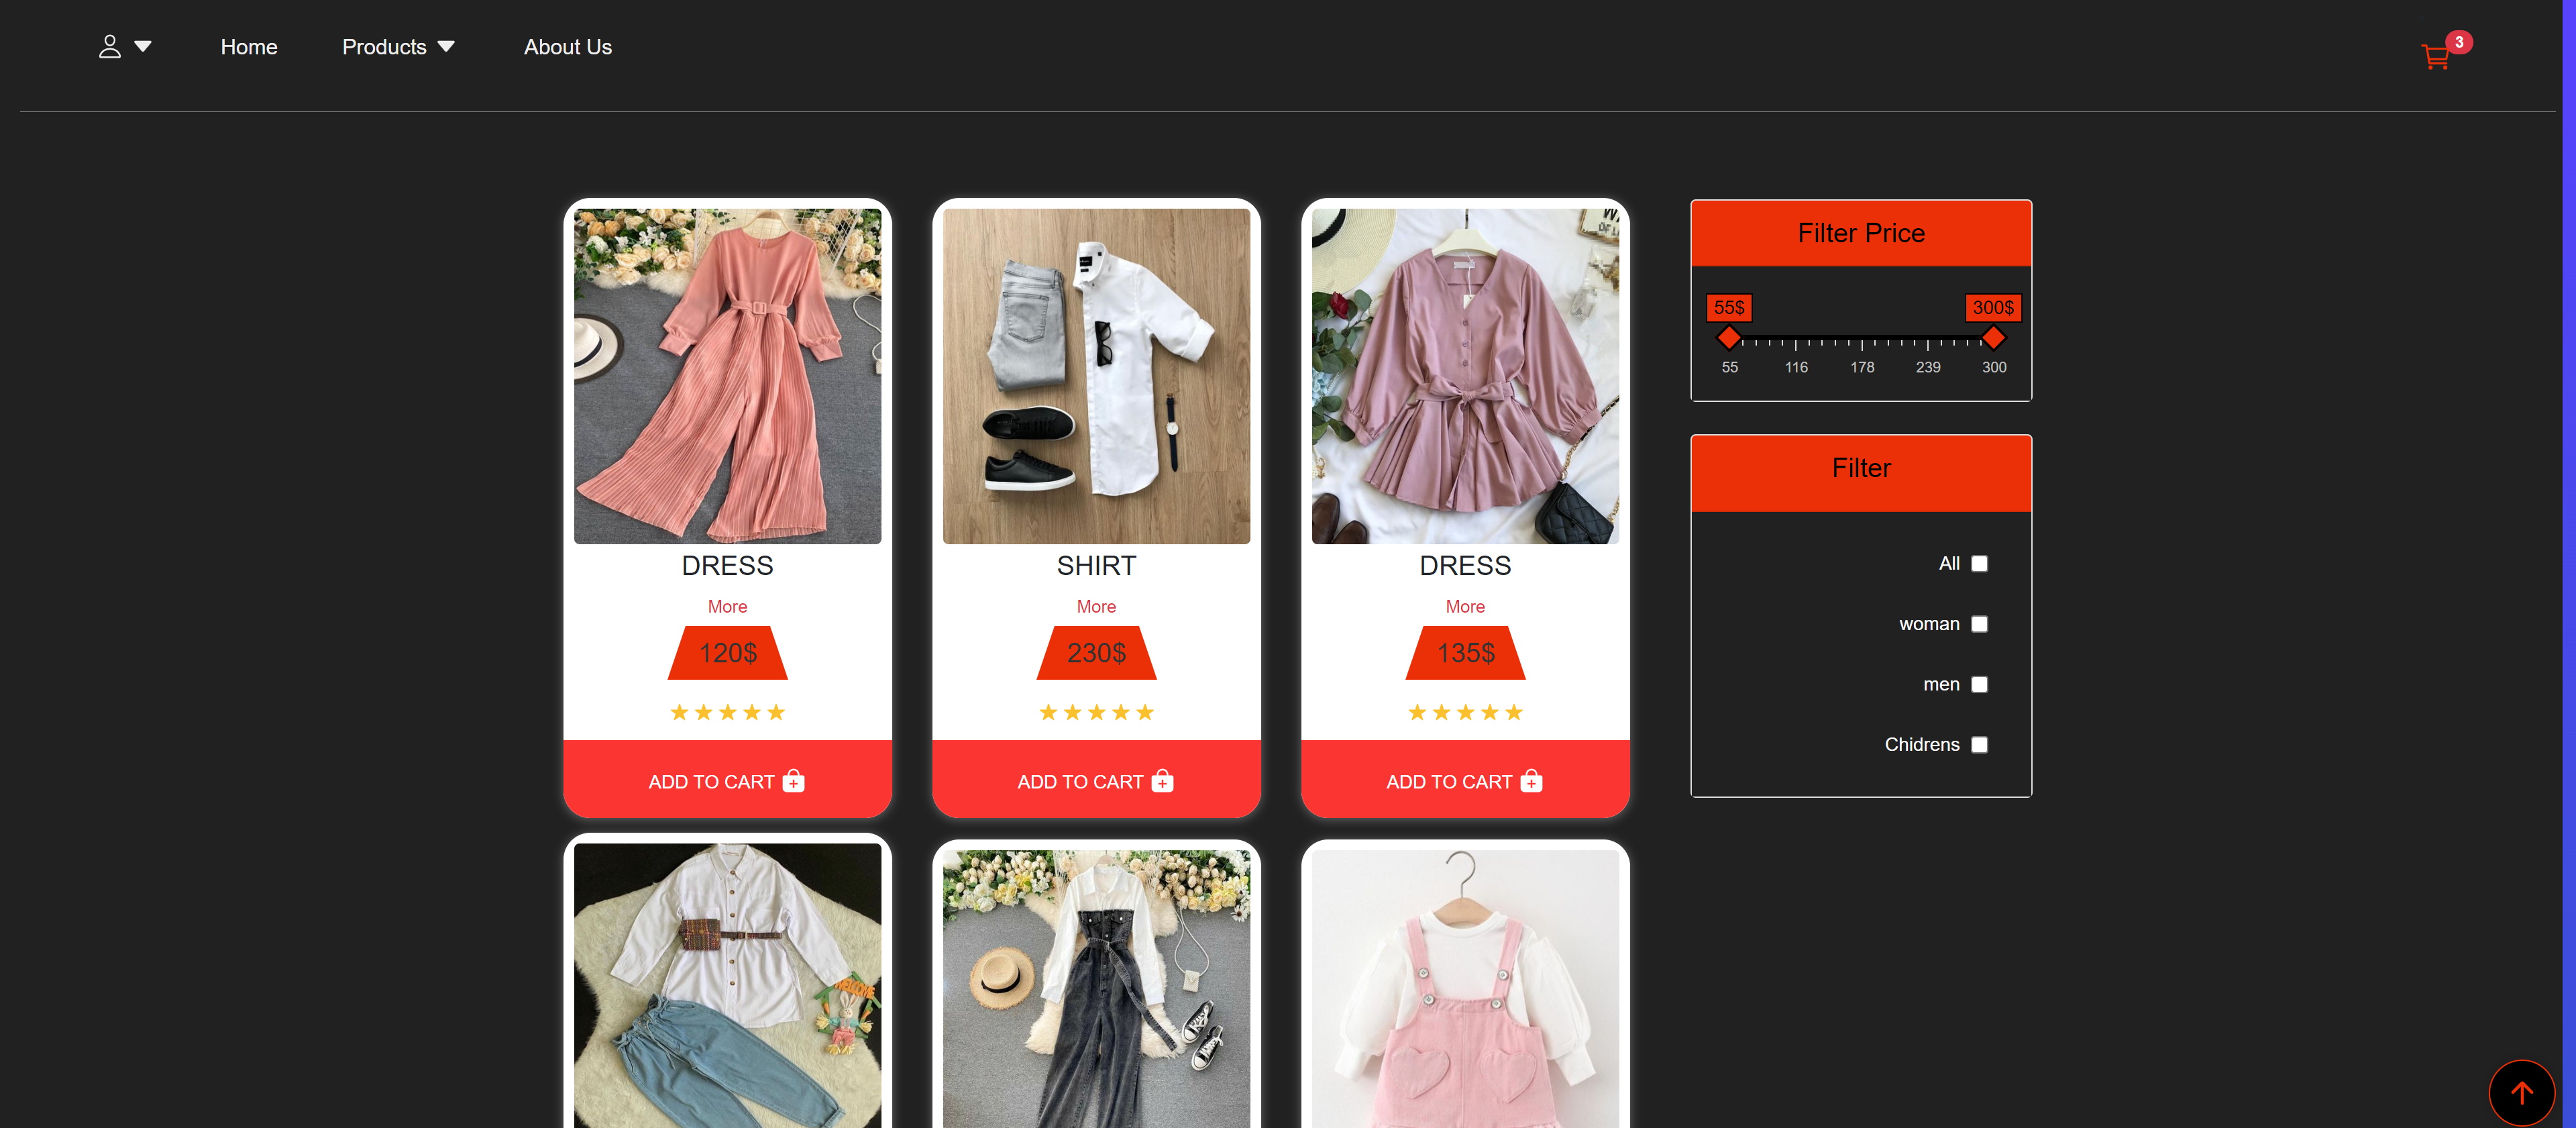 Home
Products
About Us
3
DRESS
More
120$
ADD TO CART
SHIRT
More
230$
ADD TO CART
DRESS
More
135$
ADD TO CART
Filter Price
55$ 300$
55 116 178 239 300
Filter
All
woman
men
Chidrens
WELCOME